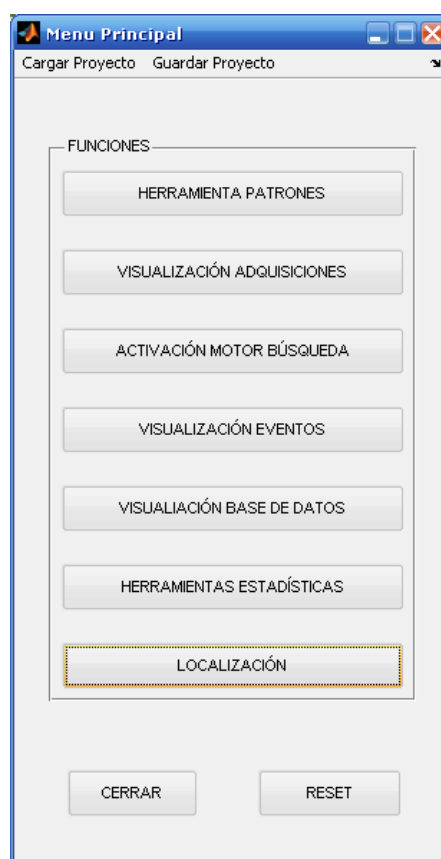 Menu Principal
Cargar Proyecto Guardar Proyecto
FUNCIONES
HERRAMIENTA PATRONES
VISUALIZACIÓN ADQUISICIONES
ACTIVACIÓN MOTOR BÚSQUEDA
VISUALIZACIÓN EVENTOS
VISUALIACIÓN BASE DE DATOS
HERRAMIENTAS ESTADÍSTICAS
LOCALIZACIÓN
CERRAR RESET